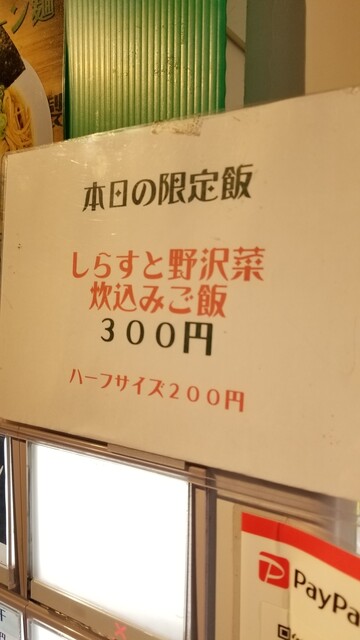 本日の限定飯
しらすと野沢菜
炊込みご飯
３００円
ハーフサイズ２００円
PayPa